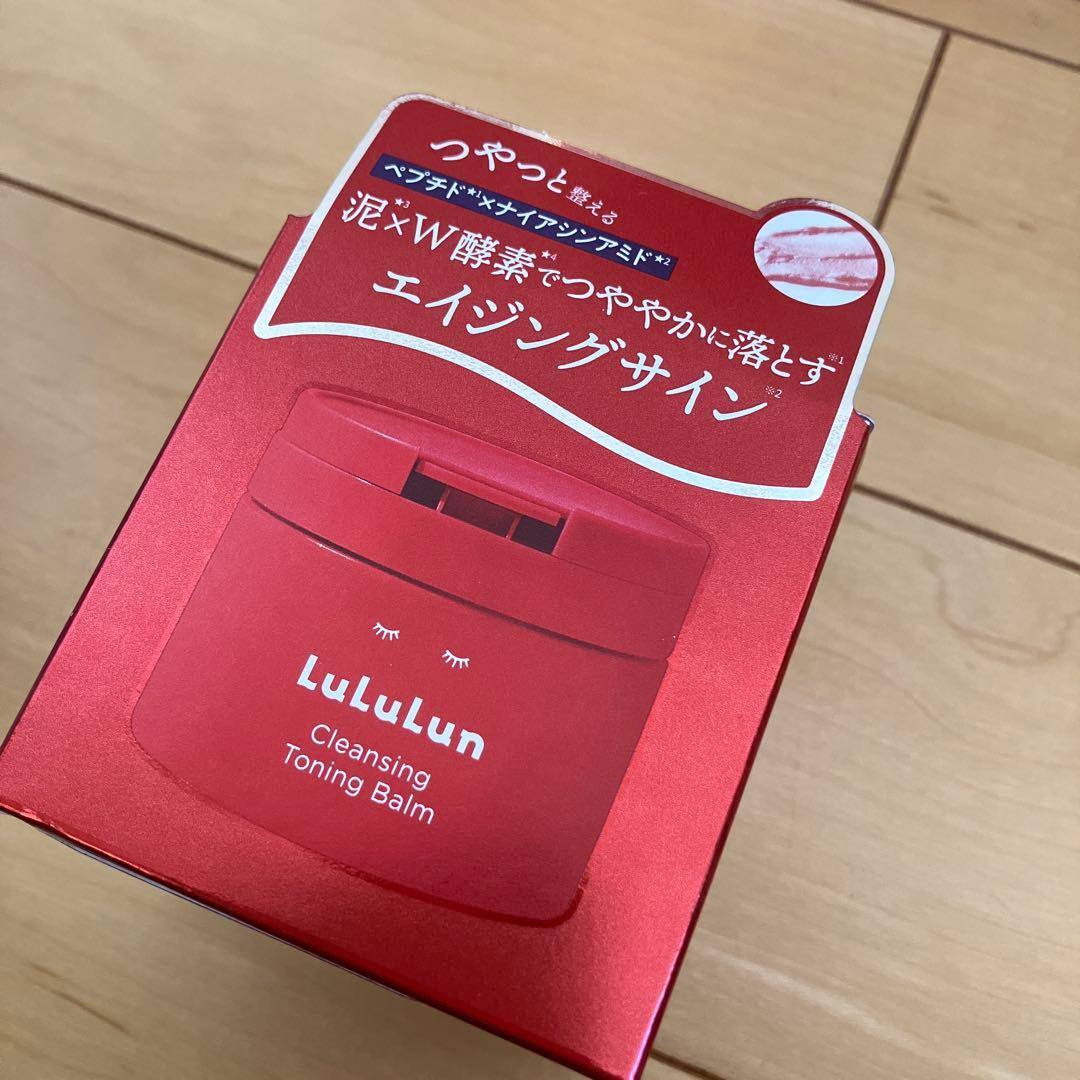 つやっと整える
ペプチド★1×ナイアシンアミド★2
泥★3×W酵素★4でつややかに落とす※1
エイジングサイン※2
LuLuLun
Cleansing
Toning Balm